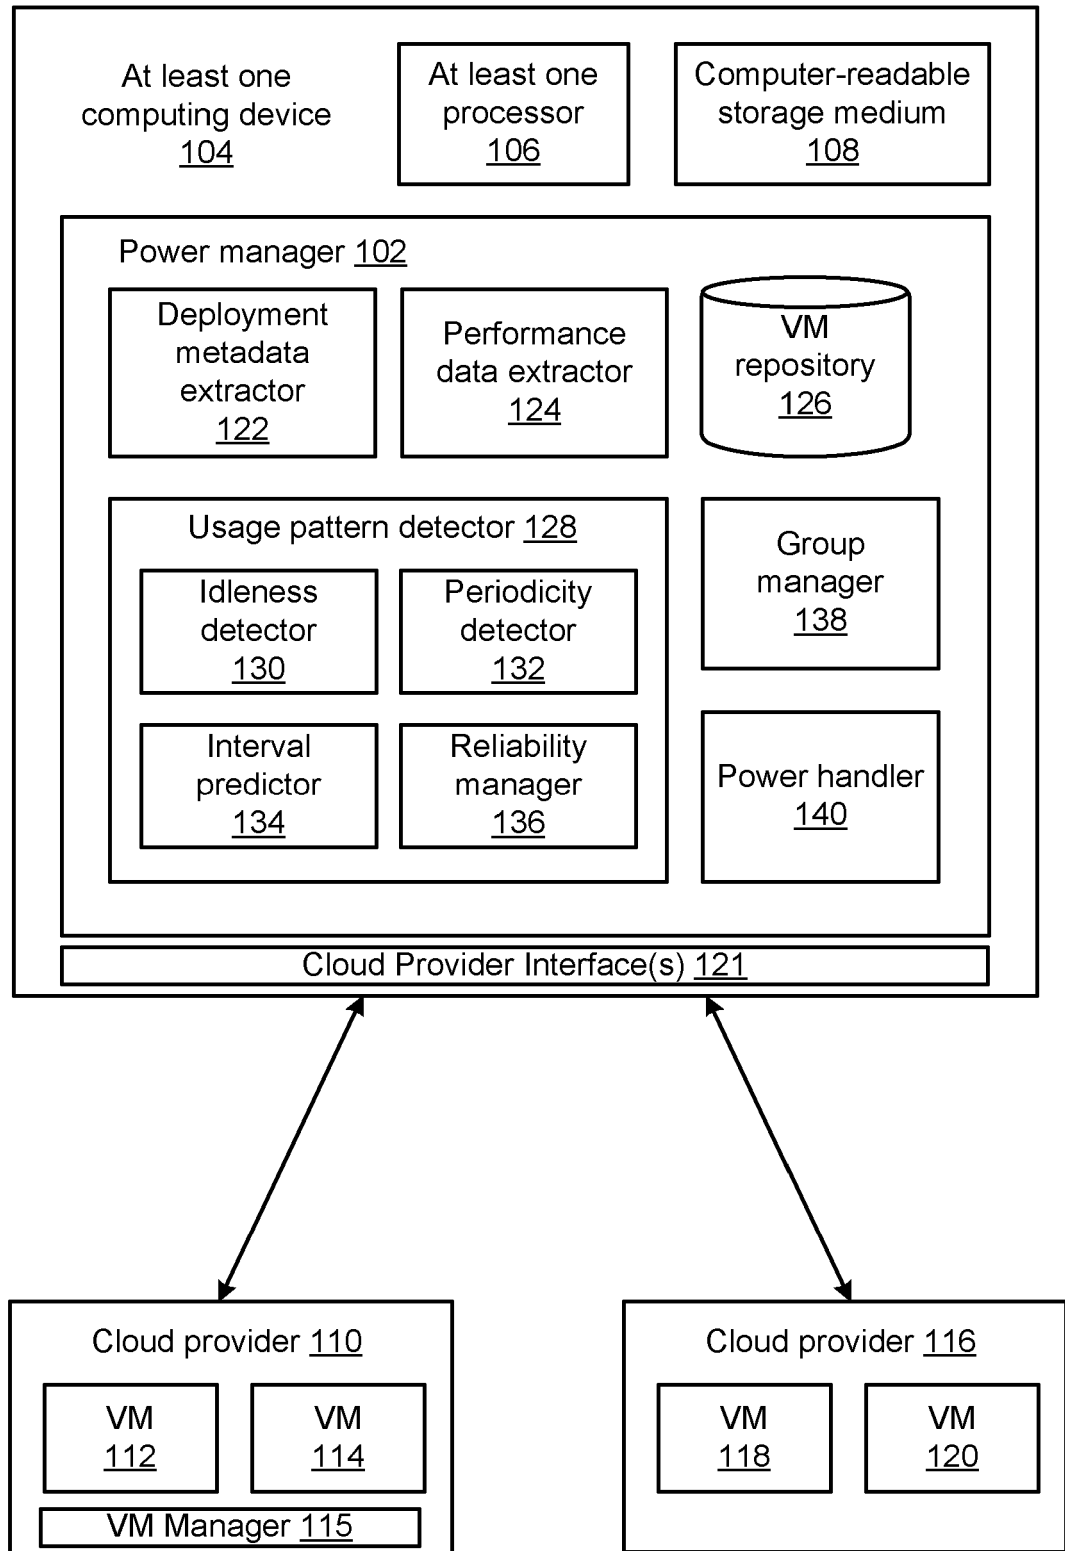 At least one
computing device
104
At least one
processor
106
Computer-readable
storage medium
108
Power manager 102
Deployment
metadata
extractor
122
Performance
data extractor
124
VM
repository
126
Usage pattern detector 128
Idleness
detector
130
Periodicity
detector
132
Interval
predictor
134
Reliability
manager
136
Group
manager
138
Power handler
140
Cloud Provider Interface(s) 121
Cloud provider 110
VM
112
VM
114
VM Manager 115
Cloud provider 116
VM
118
VM
120